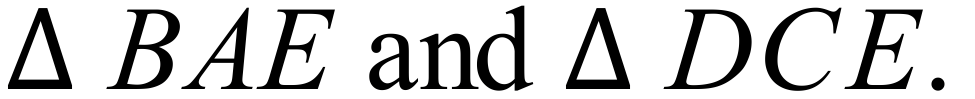 Δ BAE and Δ DCE.